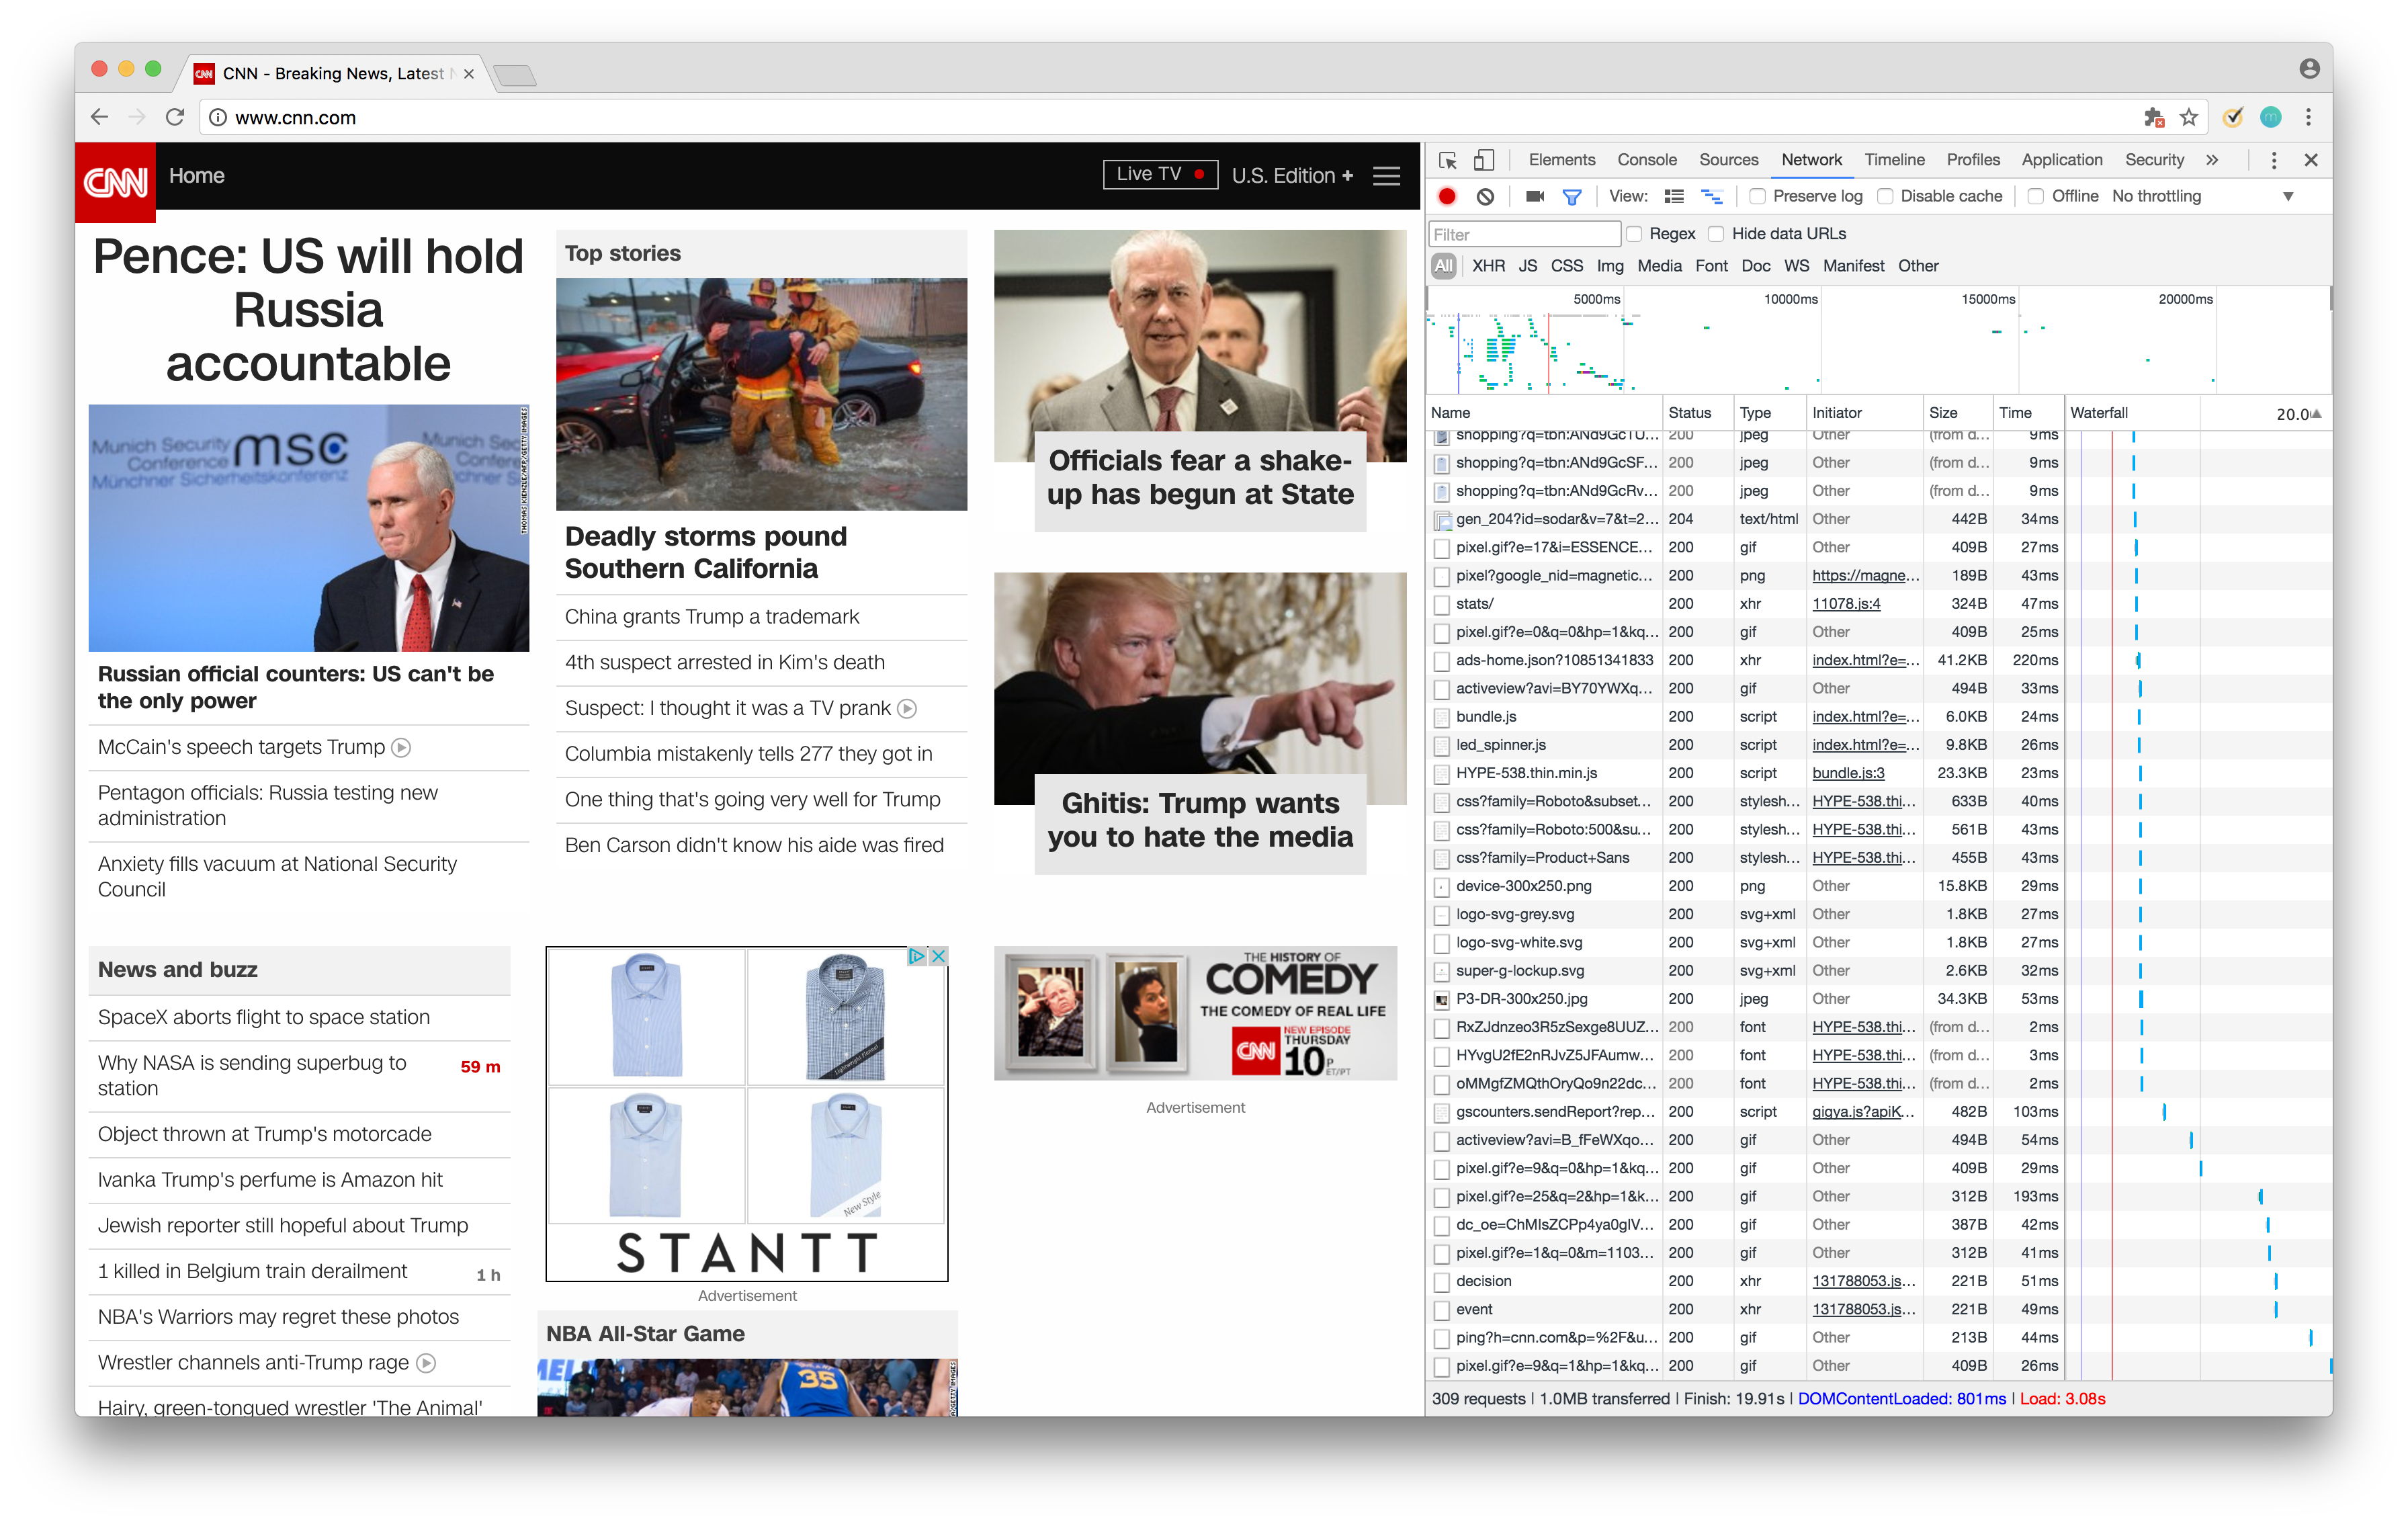 CNN - Breaking News, Latest N
www.cnn.com
CNN
Home
Live TV
U.S. Edition +
Pence: US will hold
Russia
accountable
Munich Security
Conference
Münchner Sicherheitskonferenz
msc
THOMAS KIENZLE/AFP/GETTY IMAGES
Russian official counters: US can't be
the only power
McCain's speech targets Trump
Pentagon officials: Russia testing new
administration
Anxiety fills vacuum at National Security
Council
Top stories
Deadly storms pound
Southern California
China grants Trump a trademark
4th suspect arrested in Kim's death
Suspect: I thought it was a TV prank
Columbia mistakenly tells 277 they got in
One thing that's going very well for Trump
Ben Carson didn't know his aide was fired
Officials fear a shake-
up has begun at State
Ghitis: Trump wants
you to hate the media
News and buzz
SpaceX aborts flight to space station
Why NASA is sending superbug to
station
59 m
Object thrown at Trump's motorcade
Ivanka Trump's perfume is Amazon hit
Jewish reporter still hopeful about Trump
1 killed in Belgium train derailment
1 h
NBA's Warriors may regret these photos
Wrestler channels anti-Trump rage
Hairy, green-tongued wrestler 'The Animal'
Lightweight Flannel
New Style
STANTT
Advertisement
NBA All-Star Game
35
THE HISTORY OF
COMEDY
THE COMEDY OF REAL LIFE
CNN
NEW EPISODE
THURSDAY
10P
ET/PT
Advertisement
Elements Console Sources Network Timeline Profiles Application Security
View: Preserve log Disable cache Offline No throttling
Filter Regex Hide data URLs
All XHR JS CSS Img Media Font Doc WS Manifest Other
5000ms 10000ms 15000ms 20000ms
Name Status Type Initiator Size Time Waterfall 20.0
shopping?q=tbn:ANd9GcTU... 200 jpeg Other (from d... 9ms
shopping?q=tbn:ANd9GcSF... 200 jpeg Other (from d... 9ms
shopping?q=tbn:ANd9GcRv... 200 jpeg Other (from d... 9ms
gen_204?id=sodar&v=7&t=2... 204 text/html Other 442B 34ms
pixel.gif?e=17&i=ESSENCE... 200 gif Other 409B 27ms
pixel?google_nid=magnetic... 200 png https://magne... 189B 43ms
stats/ 200 xhr 11078.js:4 324B 47ms
pixel.gif?e=0&q=0&hp=1&kq... 200 gif Other 409B 25ms
ads-home.json?10851341833 200 xhr index.html?e=... 41.2KB 220ms
activeview?avi=BY70YWXq... 200 gif Other 494B 33ms
bundle.js 200 script index.html?e=... 6.0KB 24ms
led_spinner.js 200 script index.html?e=... 9.8KB 26ms
HYPE-538.thin.min.js 200 script bundle.js:3 23.3KB 23ms
css?family=Roboto&subset... 200 stylesh... HYPE-538.thi... 633B 40ms
css?family=Roboto:500&su... 200 stylesh... HYPE-538.thi... 561B 43ms
css?family=Product+Sans 200 stylesh... HYPE-538.thi... 455B 43ms
device-300x250.png 200 png Other 15.8KB 29ms
logo-svg-grey.svg 200 svg+xml Other 1.8KB 27ms
logo-svg-white.svg 200 svg+xml Other 1.8KB 27ms
super-g-lockup.svg 200 svg+xml Other 2.6KB 32ms
P3-DR-300x250.jpg 200 jpeg Other 34.3KB 53ms
RxZJdnzeo3R5zSexge8UUZ... 200 font HYPE-538.thi... (from d... 2ms
HYvgU2fE2nRJvZ5JFAumw... 200 font HYPE-538.thi... (from d... 3ms
oMMgfZMQthOryQo9n22dc... 200 font HYPE-538.thi... (from d... 2ms
gscounters.sendReport?rep... 200 script gigya.js?apiK... 482B 103ms
activeview?avi=B_fFeWXqo... 200 gif Other 494B 54ms
pixel.gif?e=9&q=0&hp=1&kq... 200 gif Other 409B 29ms
pixel.gif?e=25&q=2&hp=1&k... 200 gif Other 312B 193ms
dc_oe=ChMIsZCPp4ya0gIV... 200 gif Other 387B 42ms
pixel.gif?e=1&q=0&m=1103... 200 gif Other 312B 41ms
decision 200 xhr 131788053.js... 221B 51ms
event 200 xhr 131788053.js... 221B 49ms
ping?h=cnn.com&p=%2F&u... 200 gif Other 213B 44ms
pixel.gif?e=9&q=1&hp=1&kq... 200 gif Other 409B 26ms
309 requests | 1.0MB transferred | Finish: 19.91s | DOMContentLoaded: 801ms | Load: 3.08s